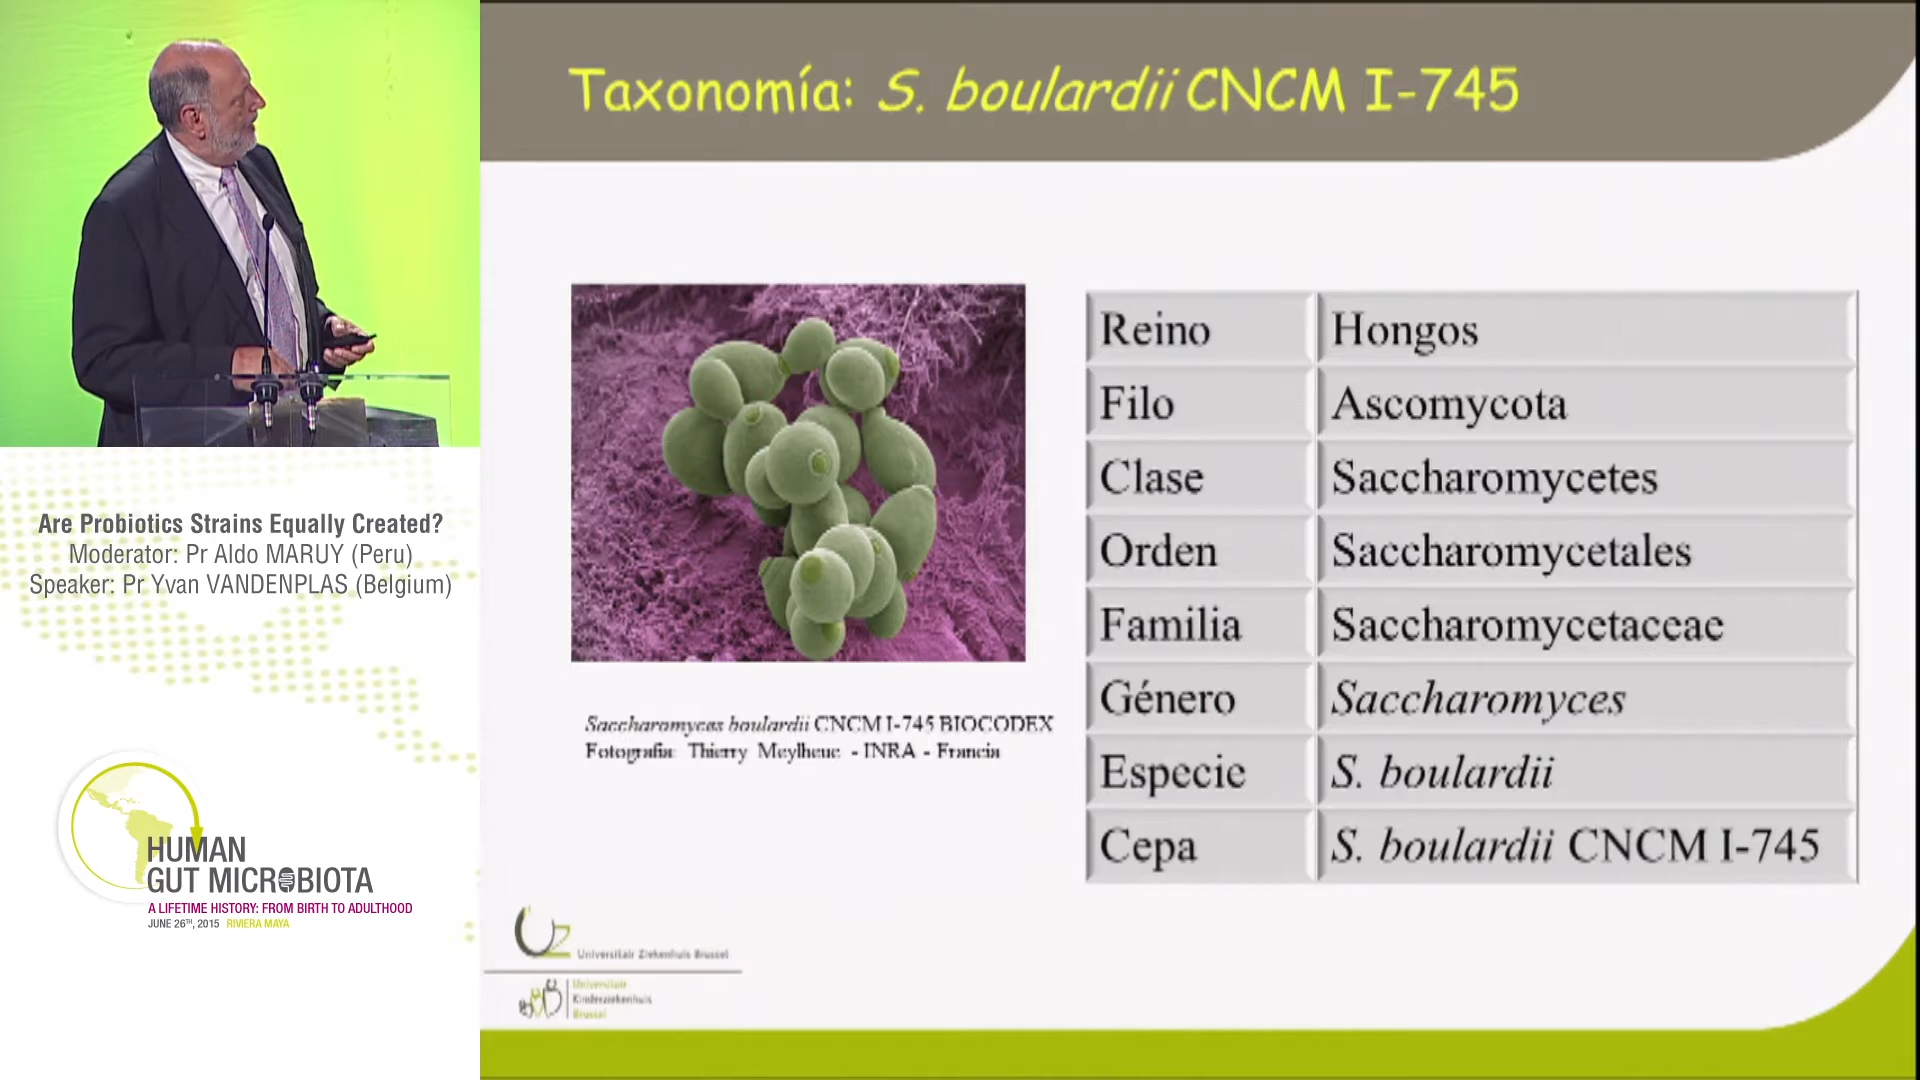 Taxonomía: S. boulardii CNCM I-745
Reino Hongos
Filo Ascomycota
Clase Saccharomycetes
Orden Saccharomycetales
Familia Saccharomycetaceae
Género Saccharomyces
Especie S. boulardii
Cepa S. boulardii CNCM I-745
Saccharomyces boulardii CNCM I-745 BIOCODEX
Fotografia: Thierry Meylheuc - INRA - Francia
Universitair Ziekenhuis Brussel
Universitair
Kinderziekenhuis
Brussel
Are Probiotics Strains Equally Created?
Moderator: Pr Aldo MARUY (Peru)
Speaker: Pr Yvan VANDENPLAS (Belgium)
HUMAN
GUT MICROBIOTA
A LIFETIME HISTORY: FROM BIRTH TO ADULTHOOD
JUNE 26TH, 2015 RIVIERA MAYA